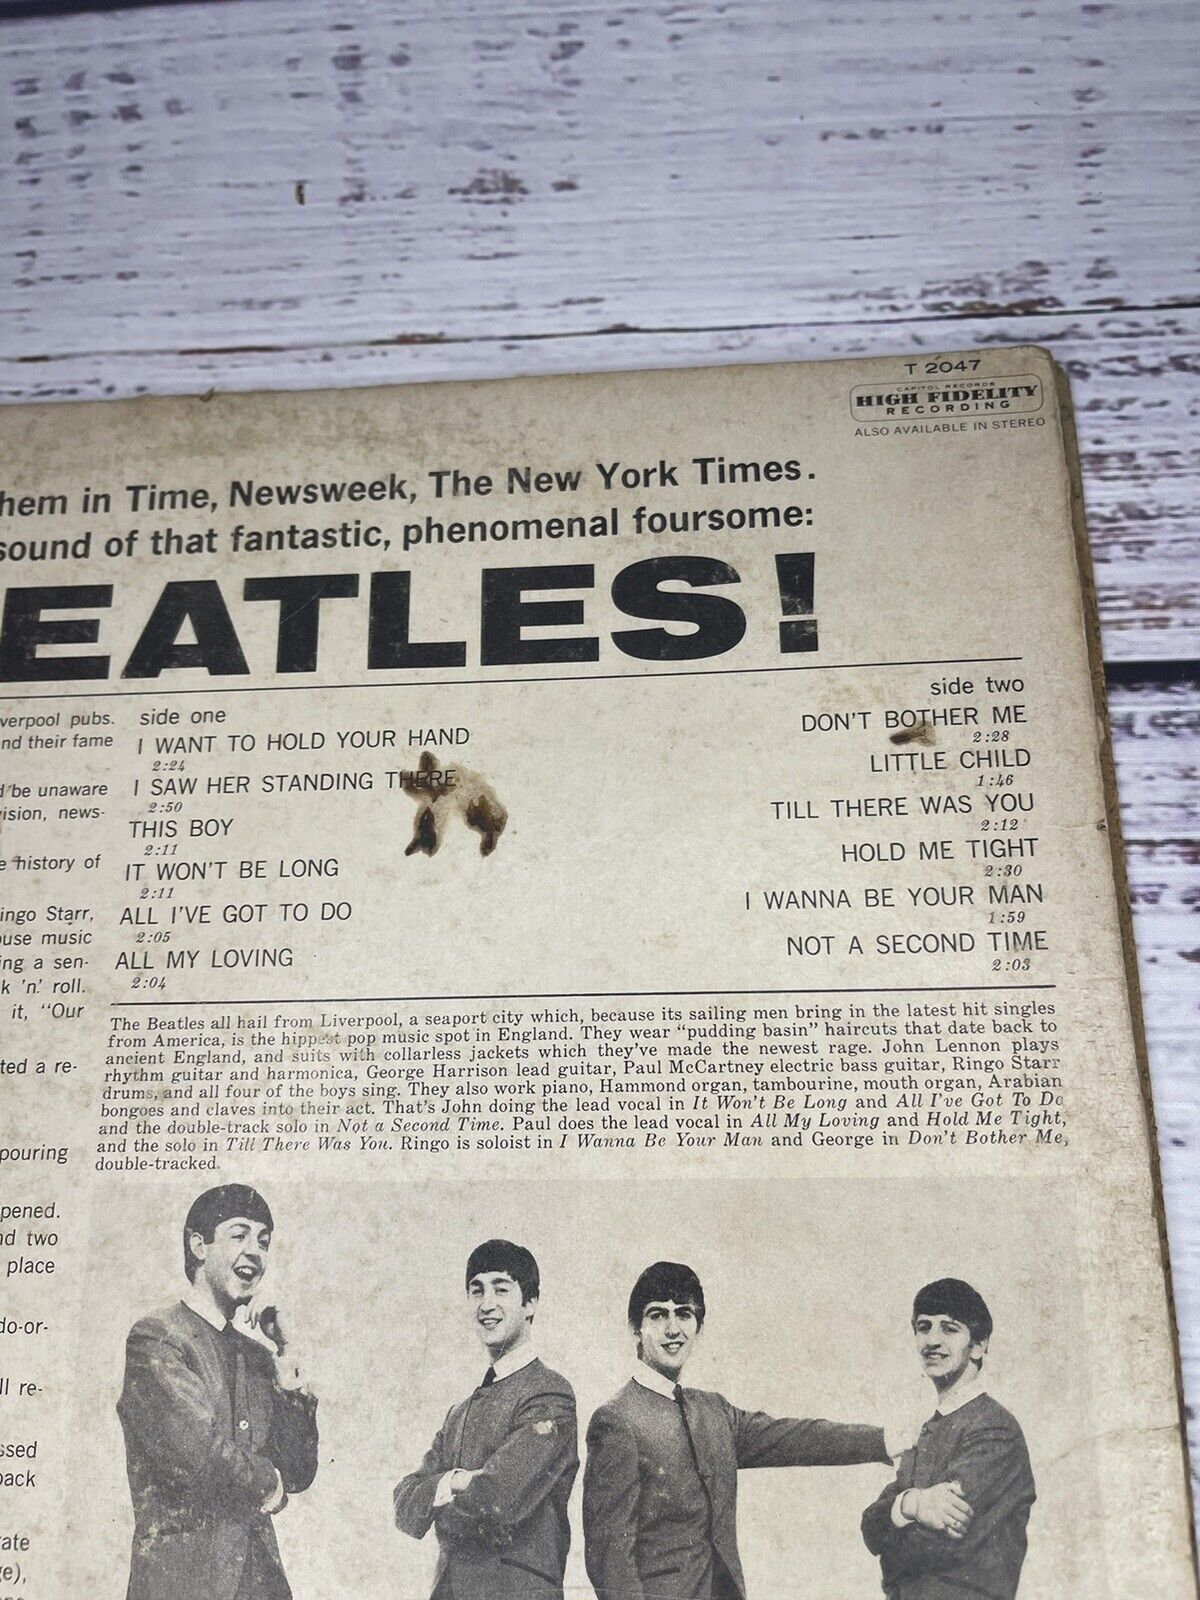 T 2047
CAPITOL RECORDS
HIGH FIDELITY
RECORDING
ALSO AVAILABLE IN STEREO
hem in Time, Newsweek, The New York Times.
sound of that fantastic, phenomenal foursome:
EATLES!
verpool pubs.
nd their fame
d be unaware
ision, news-
e history of
ingo Starr,
ouse music
ing a sen-
k 'n' roll.
it, “Our
ted a re-
pouring
pened.
nd two
place
do-or-
ll re-
ssed
back
ate
e),
side one
I WANT TO HOLD YOUR HAND
2:24
I SAW HER STANDING THERE
2:50
THIS BOY
2:11
IT WON'T BE LONG
2:11
ALL I'VE GOT TO DO
2:05
ALL MY LOVING
2:04
side two
DON'T BOTHER ME
2:28
LITTLE CHILD
1:46
TILL THERE WAS YOU
2:12
HOLD ME TIGHT
2:30
I WANNA BE YOUR MAN
1:59
NOT A SECOND TIME
2:03
The Beatles all hail from Liverpool, a seaport city which, because its sailing men bring in the latest hit singles
from America, is the hippest pop music spot in England. They wear “pudding basin” haircuts that date back to
ancient England, and suits with collarless jackets which they've made the newest rage. John Lennon plays
rhythm guitar and harmonica, George Harrison lead guitar, Paul McCartney electric bass guitar, Ringo Starr
drums, and all four of the boys sing. They also work piano, Hammond organ, tambourine, mouth organ, Arabian
bongoes and claves into their act. That's John doing the lead vocal in It Won't Be Long and All I've Got To Do
and the double-track solo in Not a Second Time. Paul does the lead vocal in All My Loving and Hold Me Tight,
and the solo in Till There Was You. Ringo is soloist in I Wanna Be Your Man and George in Don't Bother Me,
double-tracked.